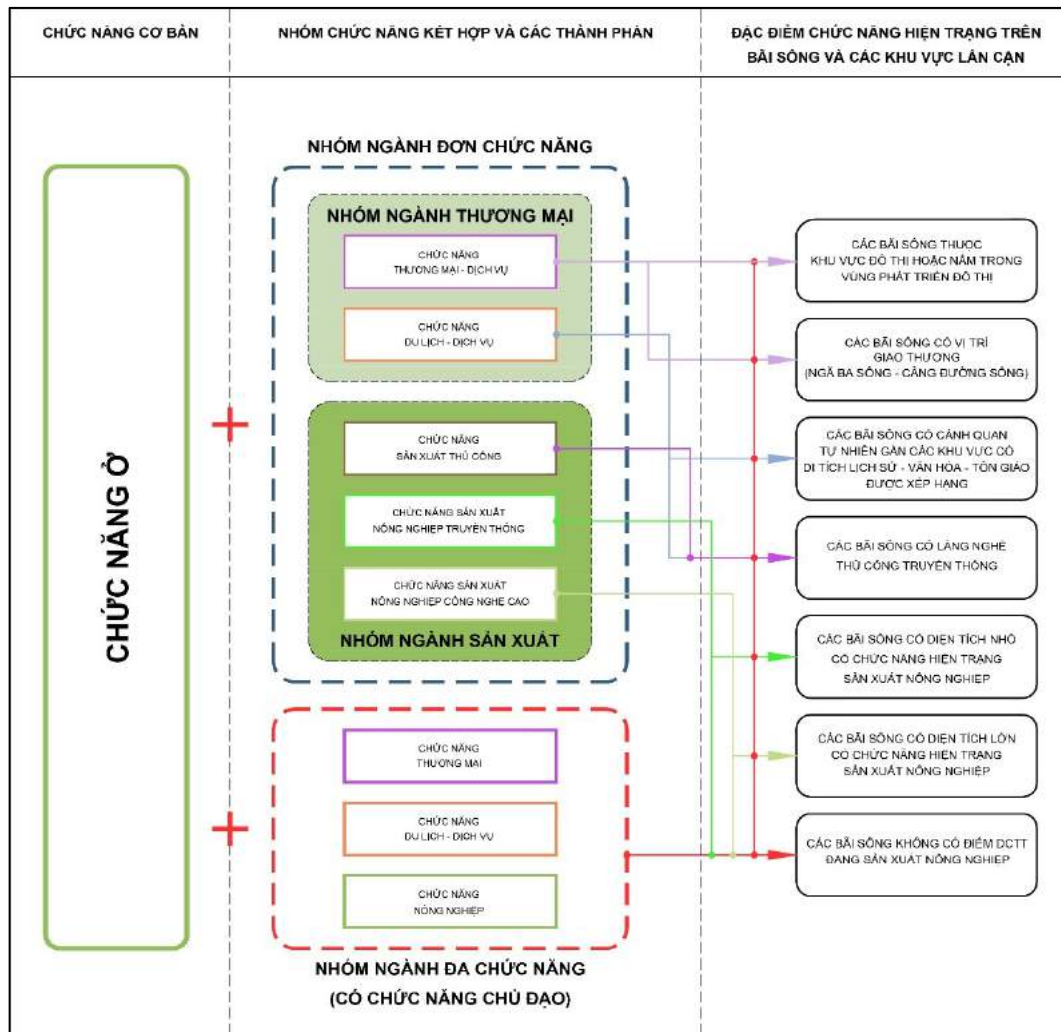 CHỨC NĂNG CƠ BẢN
NHÓM CHỨC NĂNG KẾT HỢP VÀ CÁC THÀNH PHẦN
ĐẶC ĐIỂM CHỨC NĂNG HIỆN TRẠNG TRÊN
BÃI SÔNG VÀ CÁC KHU VỰC LÂN CẬN
CHỨC NĂNG Ở
NHÓM NGÀNH ĐƠN CHỨC NĂNG
NHÓM NGÀNH THƯƠNG MẠI
CHỨC NĂNG
THƯƠNG MẠI - DỊCH VỤ
CHỨC NĂNG
DU LỊCH - DỊCH VỤ
CHỨC NĂNG
SẢN XUẤT THỦ CÔNG
CHỨC NĂNG SẢN XUẤT
NÔNG NGHIỆP TRUYỀN THỐNG
CHỨC NĂNG SẢN XUẤT
NÔNG NGHIỆP CÔNG NGHỆ CAO
NHÓM NGÀNH SẢN XUẤT
CHỨC NĂNG
THƯƠNG MẠI
CHỨC NĂNG
DU LỊCH - DỊCH VỤ
CHỨC NĂNG
NÔNG NGHIỆP
NHÓM NGÀNH ĐA CHỨC NĂNG
(CÓ CHỨC NĂNG CHỦ ĐẠO)
CÁC BÃI SÔNG THUỘC
KHU VỰC ĐÔ THỊ HOẶC NẰM TRONG
VÙNG PHÁT TRIỂN ĐÔ THỊ
CÁC BÃI SÔNG CÓ VỊ TRÍ
GIAO THƯƠNG
(NGÃ BA SÔNG - CẢNG ĐƯỜNG SÔNG)
CÁC BÃI SÔNG CÓ CẢNH QUAN
TỰ NHIÊN GẦN CÁC KHU VỰC CÓ
DI TÍCH LỊCH SỬ - VĂN HÓA - TÔN GIÁO
ĐƯỢC XẾP HẠNG
CÁC BÃI SÔNG CÓ LÀNG NGHỀ
THỦ CÔNG TRUYỀN THỐNG
CÁC BÃI SÔNG CÓ DIỆN TÍCH NHỎ
CÓ CHỨC NĂNG HIỆN TRẠNG
SẢN XUẤT NÔNG NGHIỆP
CÁC BÃI SÔNG CÓ DIỆN TÍCH LỚN
CÓ CHỨC NĂNG HIỆN TRẠNG
SẢN XUẤT NÔNG NGHIỆP
CÁC BÃI SÔNG KHÔNG CÓ ĐIỂM DCTT
ĐANG SẢN XUẤT NÔNG NGHIỆP